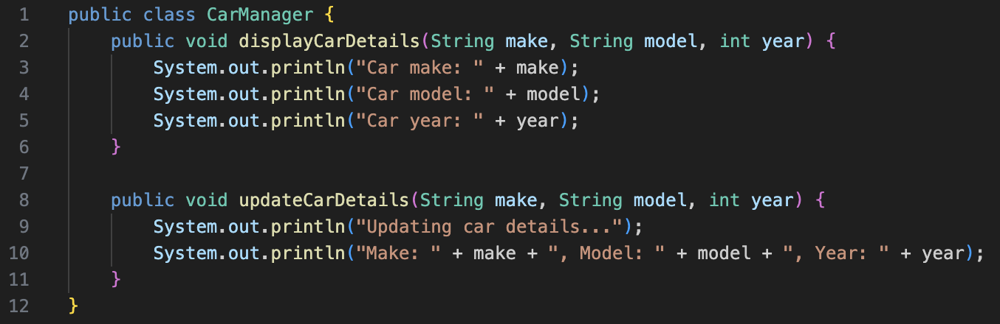 1 public class CarManager {
2 public void displayCarDetails(String make, String model, int year) {
3 System.out.println("Car make: " + make);
4 System.out.println("Car model: " + model);
5 System.out.println("Car year: " + year);
6 }
7
8 public void updateCarDetails(String make, String model, int year) {
9 System.out.println("Updating car details...");
10 System.out.println("Make: " + make + ", Model: " + model + ", Year: " + year);
11 }
12 }